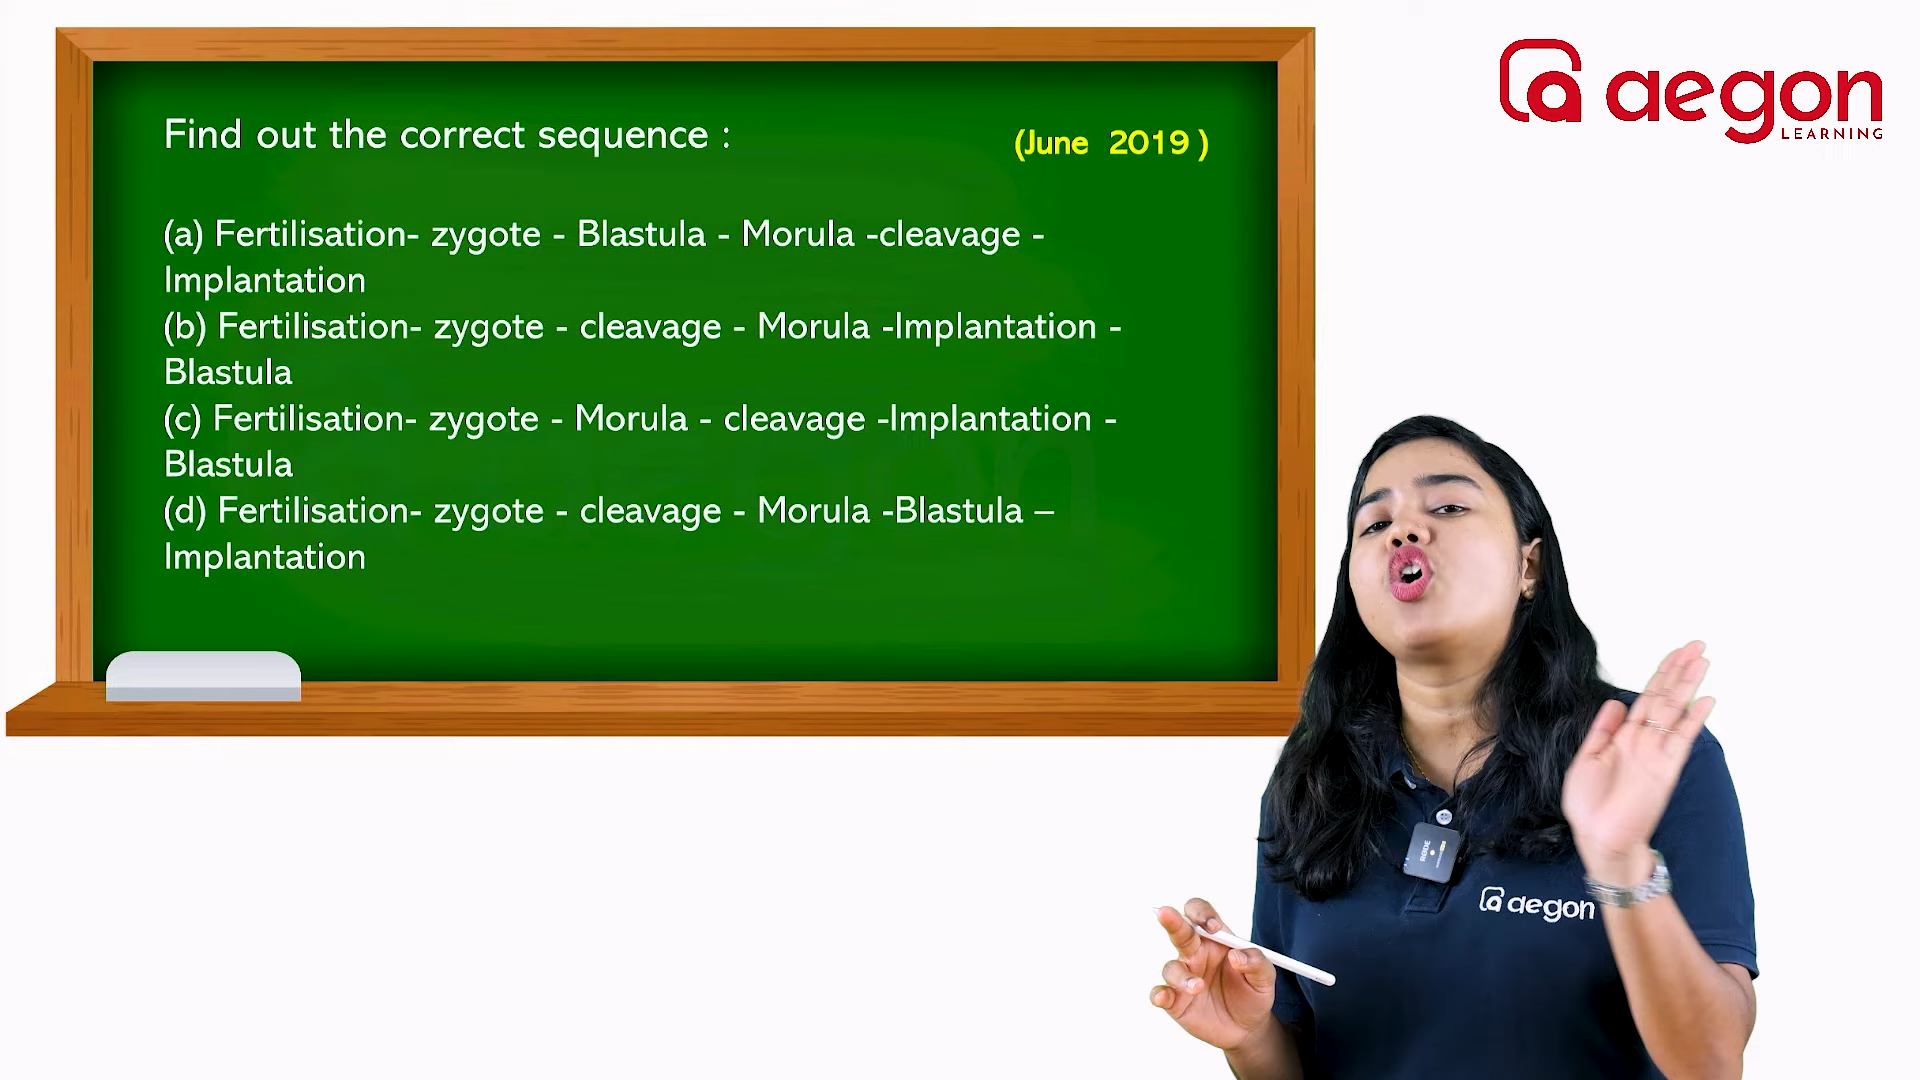 Find out the correct sequence :
(June 2019 )
(a) Fertilisation- zygote - Blastula - Morula -cleavage -
Implantation
(b) Fertilisation- zygote - cleavage - Morula -Implantation -
Blastula
(c) Fertilisation- zygote - Morula - cleavage -Implantation -
Blastula
(d) Fertilisation- zygote - cleavage - Morula -Blastula –
Implantation
aegon
LEARNING
RODE
aegon